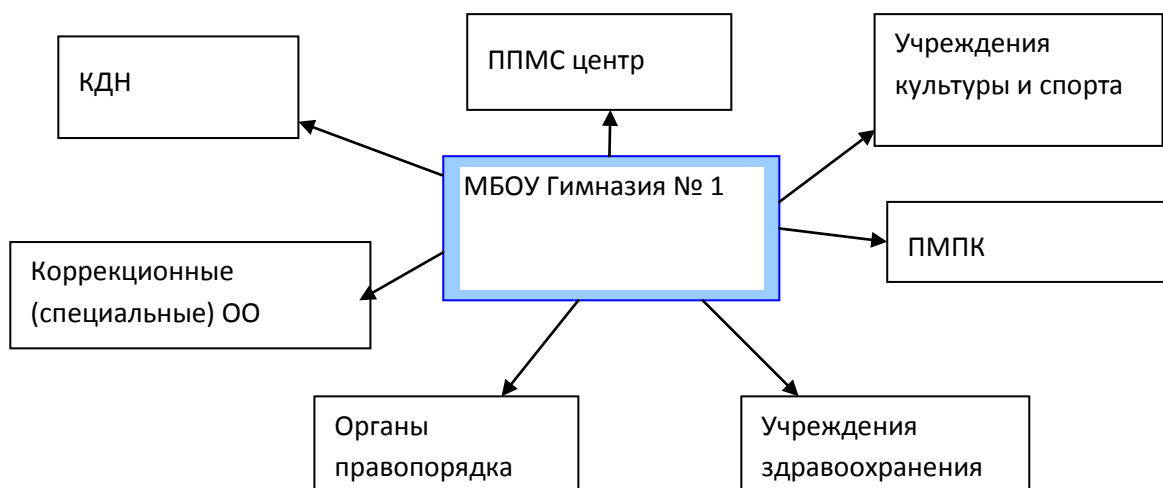 КДН
ППМС центр
Учреждения
культуры и спорта
МБОУ Гимназия № 1
ПМПК
Коррекционные
(специальные) ОО
Органы
правопорядка
Учреждения
здравоохранения